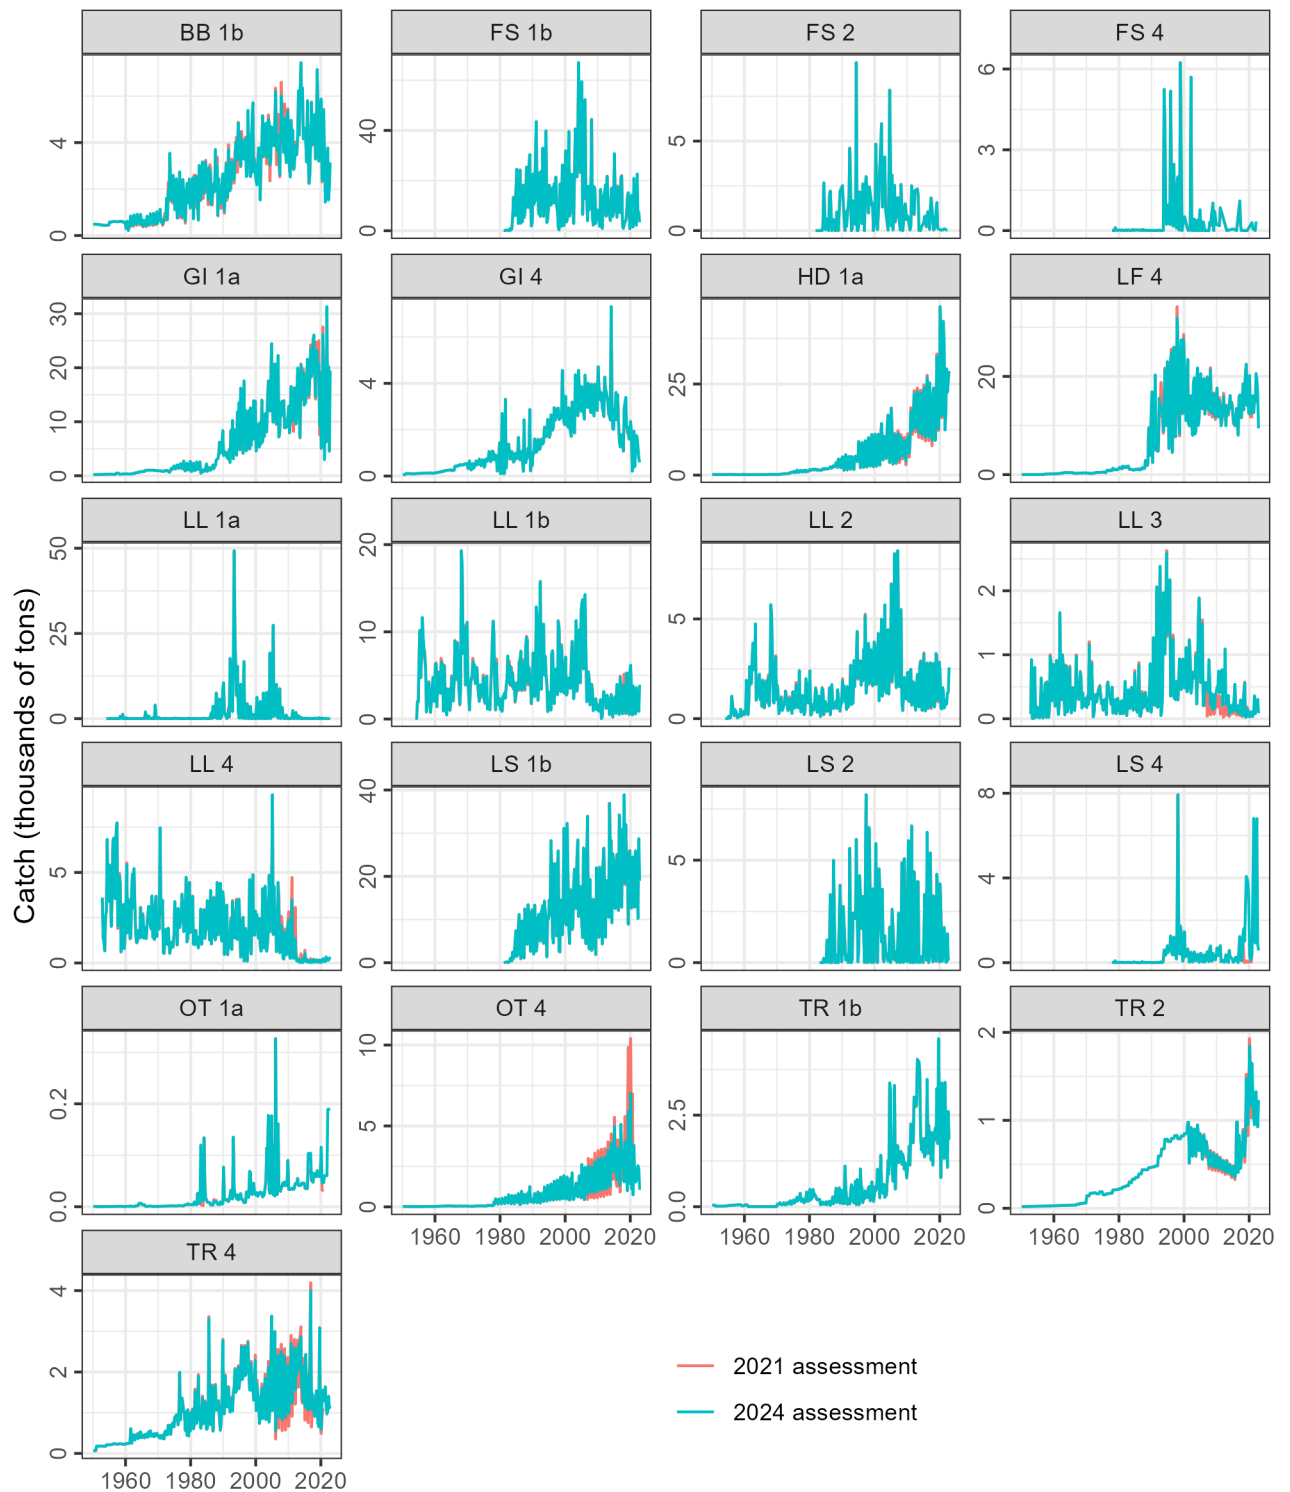 BB 1b
FS 1b
FS 2
FS 4
0
4
0
40
0
5
0
3
6
GI 1a
GI 4
HD 1a
LF 4
0
10
20
30
0
4
0
25
0
20
LL 1a
LL 1b
LL 2
LL 3
0
25
50
0
10
20
0
5
0
1
2
LL 4
LS 1b
LS 2
LS 4
0
5
0
20
40
0
5
0
4
8
OT 1a
OT 4
TR 1b
TR 2
0.0
0.2
0
5
10
0.0
2.5
0
1
2
1960 1980 2000 2020
1960 1980 2000 2020
1960 1980 2000 2020
TR 4
0
2
4
1960 1980 2000 2020
Catch (thousands of tons)
2021 assessment
2024 assessment